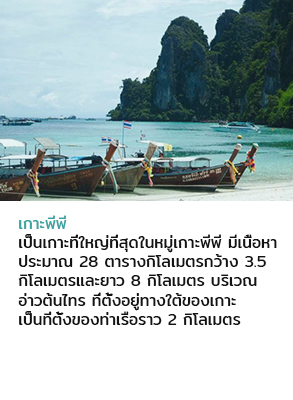 เกาะพีพี
เป็นเกาะที่ใหญ่ที่สุดในหมู่เกาะพีพี มีเนื้อหา
ประมาณ 28 ตารางกิโลเมตรกว้าง 3.5
กิโลเมตรและยาว 8 กิโลเมตร บริเวณ
อ่าวต้นไทร ที่ตั้งอยู่ทางใต้ของเกาะ
เป็นที่ตั้งของท่าเรือราว 2 กิโลเมตร